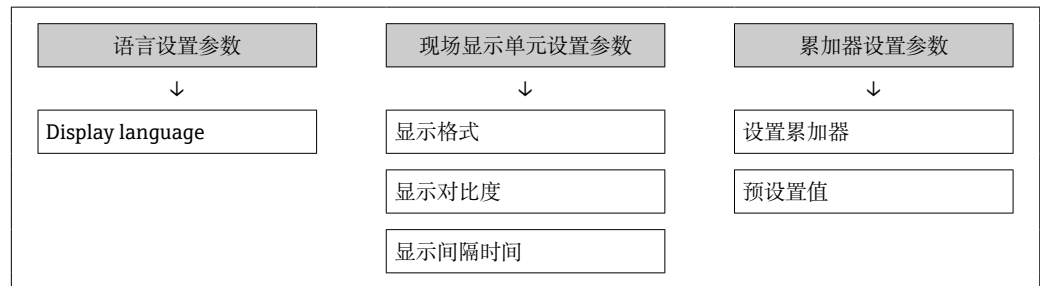 语言设置参数
现场显示单元设置参数
累加器设置参数
↓
↓
↓
Display language
显示格式
设置累加器
显示对比度
预设置值
显示间隔时间